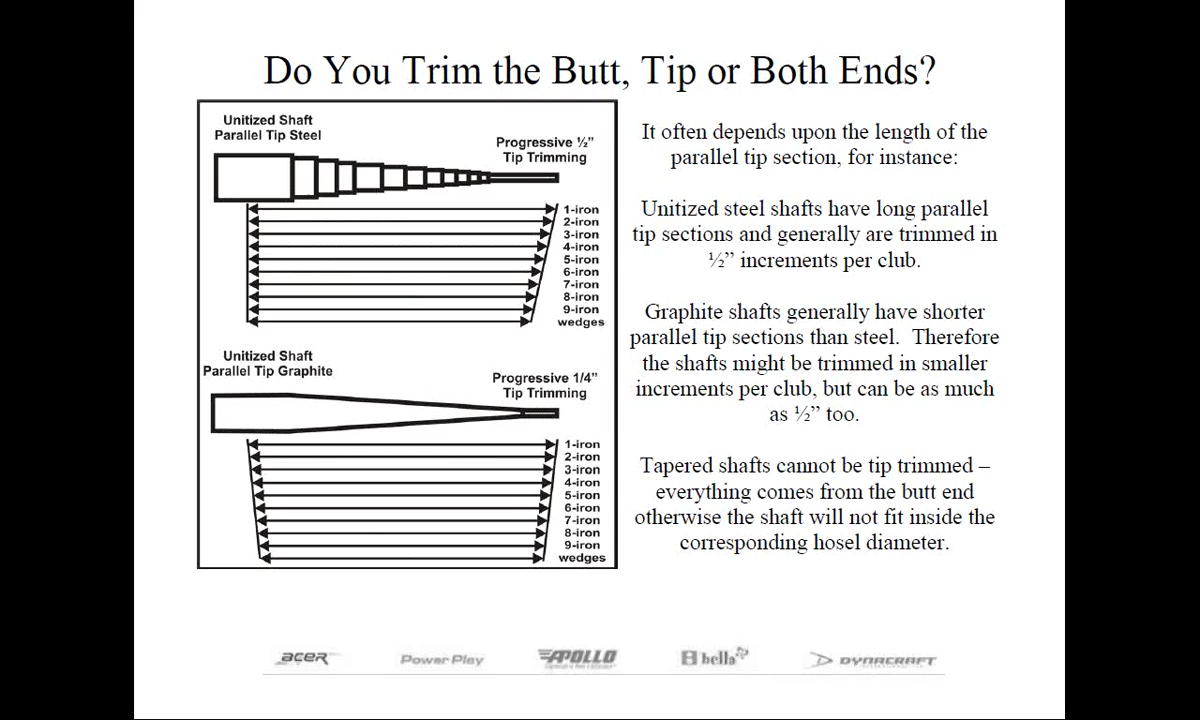 Do You Trim the Butt, Tip or Both Ends?
Unitized Shaft
Parallel Tip Steel
Progressive ½”
Tip Trimming
1-iron
2-iron
3-iron
4-iron
5-iron
6-iron
7-iron
8-iron
9-iron
wedges
Unitized Shaft
Parallel Tip Graphite
Progressive 1/4”
Tip Trimming
1-iron
2-iron
3-iron
4-iron
5-iron
6-iron
7-iron
8-iron
9-iron
wedges
It often depends upon the length of the
parallel tip section, for instance:
Unitized steel shafts have long parallel
tip sections and generally are trimmed in
½” increments per club.
Graphite shafts generally have shorter
parallel tip sections than steel.  Therefore
the shafts might be trimmed in smaller
increments per club, but can be as much
as ½” too.
Tapered shafts cannot be tip trimmed –
everything comes from the butt end
otherwise the shaft will not fit inside the
corresponding hosel diameter.
acer
Power Play
APOLLO
bella
DYNACRAFT